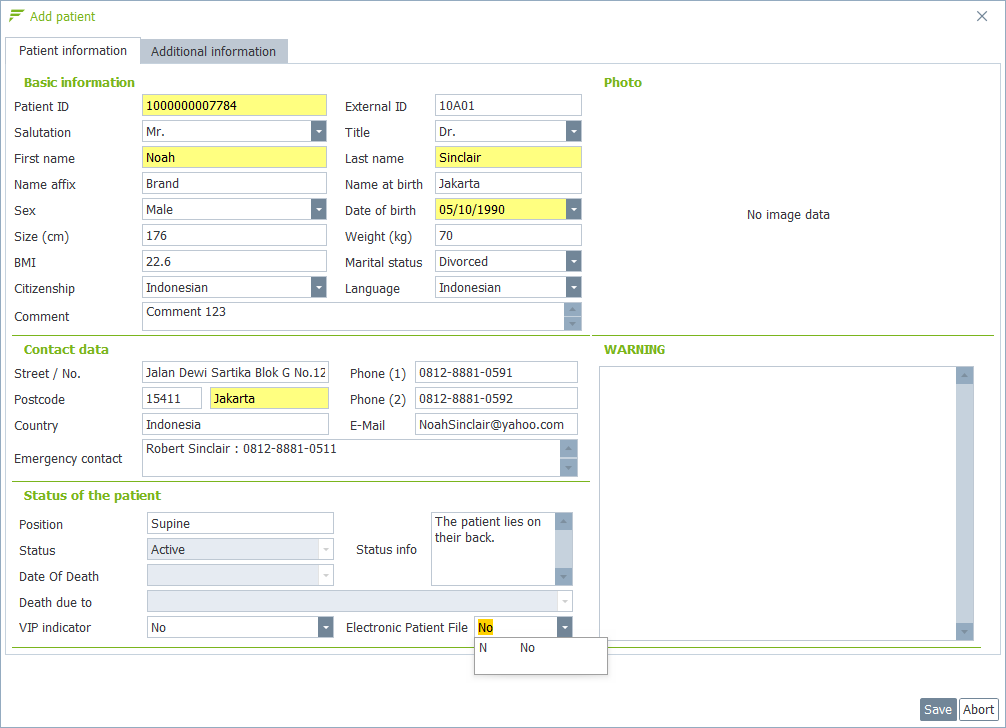 Add patient
Patient information Additional information
Basic information
Patient ID 1000000007784 External ID 10A01
Salutation Mr. Title Dr.
First name Noah Last name Sinclair
Name affix Brand Name at birth Jakarta
Sex Male Date of birth 05/10/1990
Size (cm) 176 Weight (kg) 70
BMI 22.6 Marital status Divorced
Citizenship Indonesian Language Indonesian
Comment Comment 123
Photo
No image data
Contact data
Street / No. Jalan Dewi Sartika Blok G No.12 Phone (1) 0812-8881-0591
Postcode 15411 Jakarta Phone (2) 0812-8881-0592
Country Indonesia E-Mail NoahSinclair@yahoo.com
Emergency contact Robert Sinclair : 0812-8881-0511
WARNING
Status of the patient
Position Supine
Status Active Status info The patient lies on
their back.
Date Of Death
Death due to
VIP indicator No Electronic Patient File No
N No
Save Abort